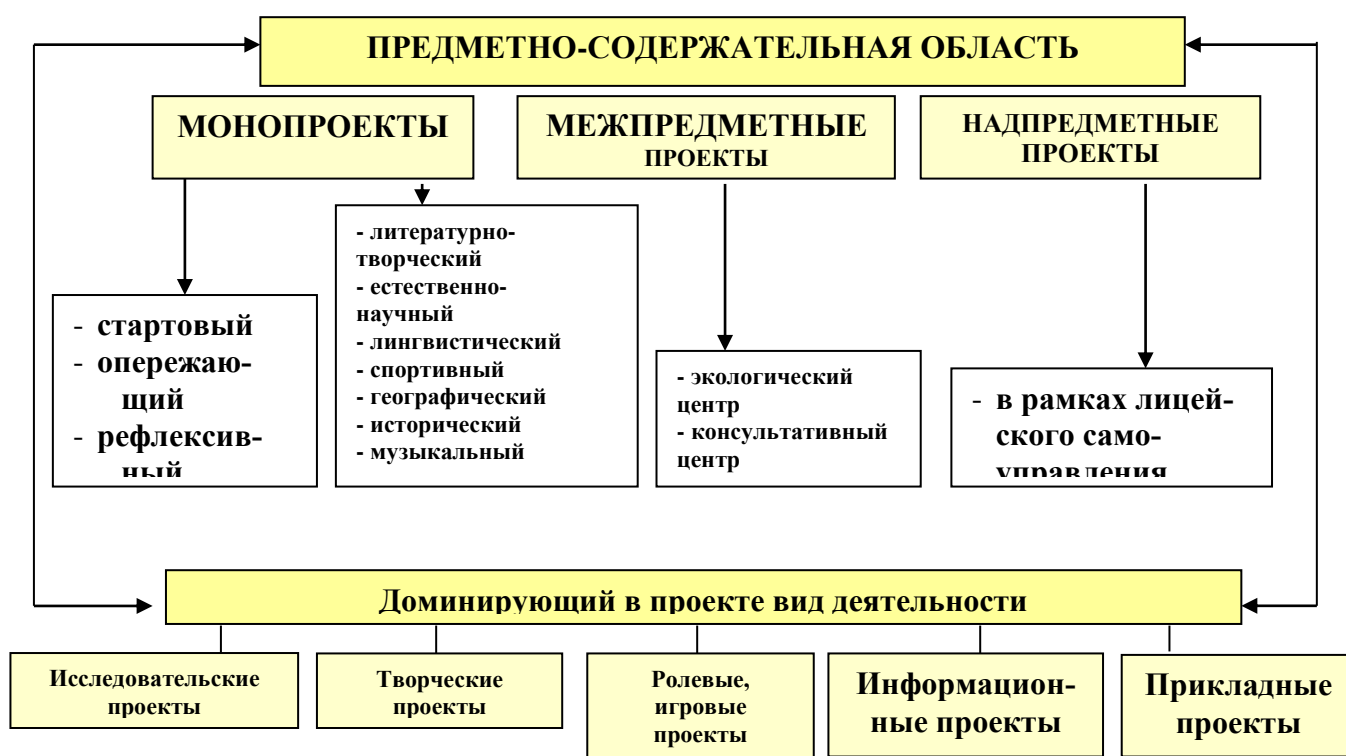 ПРЕДМЕТНО-СОДЕРЖАТЕЛЬНАЯ ОБЛАСТЬ
МОНОПРОЕКТЫ
МЕЖПРЕДМЕТНЫЕ
ПРОЕКТЫ
НАДПРЕДМЕТНЫЕ
ПРОЕКТЫ
- стартовый
- опережаю-
щий
- рефлексив-
ный
- литературно-
творческий
- естественно-
научный
- лингвистический
- спортивный
- географический
- исторический
- музыкальный
- экологический
центр
- консультативный
центр
- в рамках лицей-
ского само-
управления
Доминирующий в проекте вид деятельности
Исследовательские
проекты
Творческие
проекты
Ролевые,
игровые
проекты
Информацион-
ные проекты
Прикладные
проекты